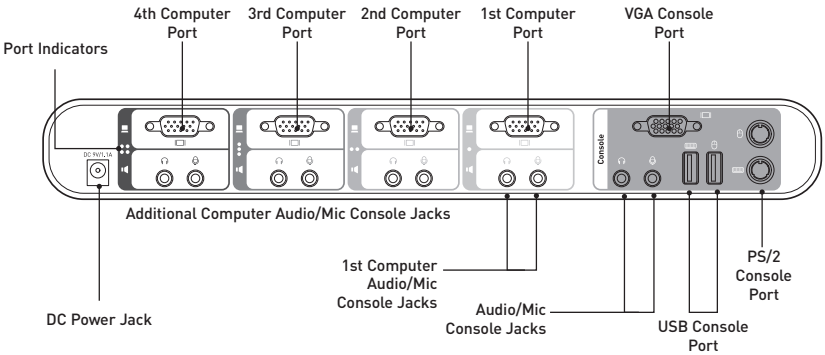 4th Computer
Port
3rd Computer
Port
2nd Computer
Port
1st Computer
Port
VGA Console
Port
Port Indicators
DC 9V/1.1A
Console
Additional Computer Audio/Mic Console Jacks
1st Computer
Audio/Mic
Console Jacks
Audio/Mic
Console Jacks
PS/2
Console
Port
DC Power Jack
USB Console
Port